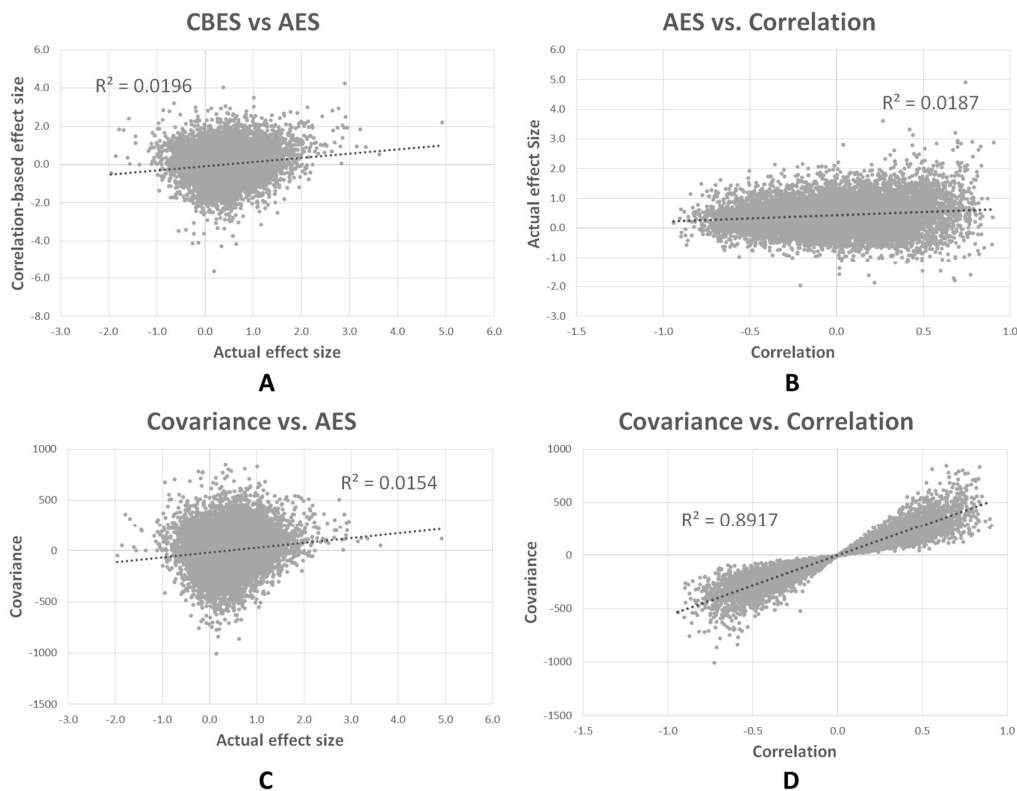 CBES vs AES
6.0
4.0
2.0
0.0
-2.0
-4.0
-6.0
-8.0
R² = 0.0196
Correlation-based effect size
-3.0 -2.0 -1.0 0.0 1.0 2.0 3.0 4.0 5.0 6.0
Actual effect size
A
AES vs. Correlation
6.0
5.0
4.0
3.0
2.0
1.0
0.0
-1.0
-2.0
-3.0
R² = 0.0187
Actual effect Size
-1.5 -1.0 -0.5 0.0 0.5 1.0
Correlation
B
Covariance vs. AES
1000
500
0
-500
-1000
-1500
R² = 0.0154
Covariance
-3.0 -2.0 -1.0 0.0 1.0 2.0 3.0 4.0 5.0 6.0
Actual effect size
C
Covariance vs. Correlation
1000
500
0
-500
-1000
-1500
R² = 0.8917
Covariance
-1.5 -1.0 -0.5 0.0 0.5 1.0
Correlation
D